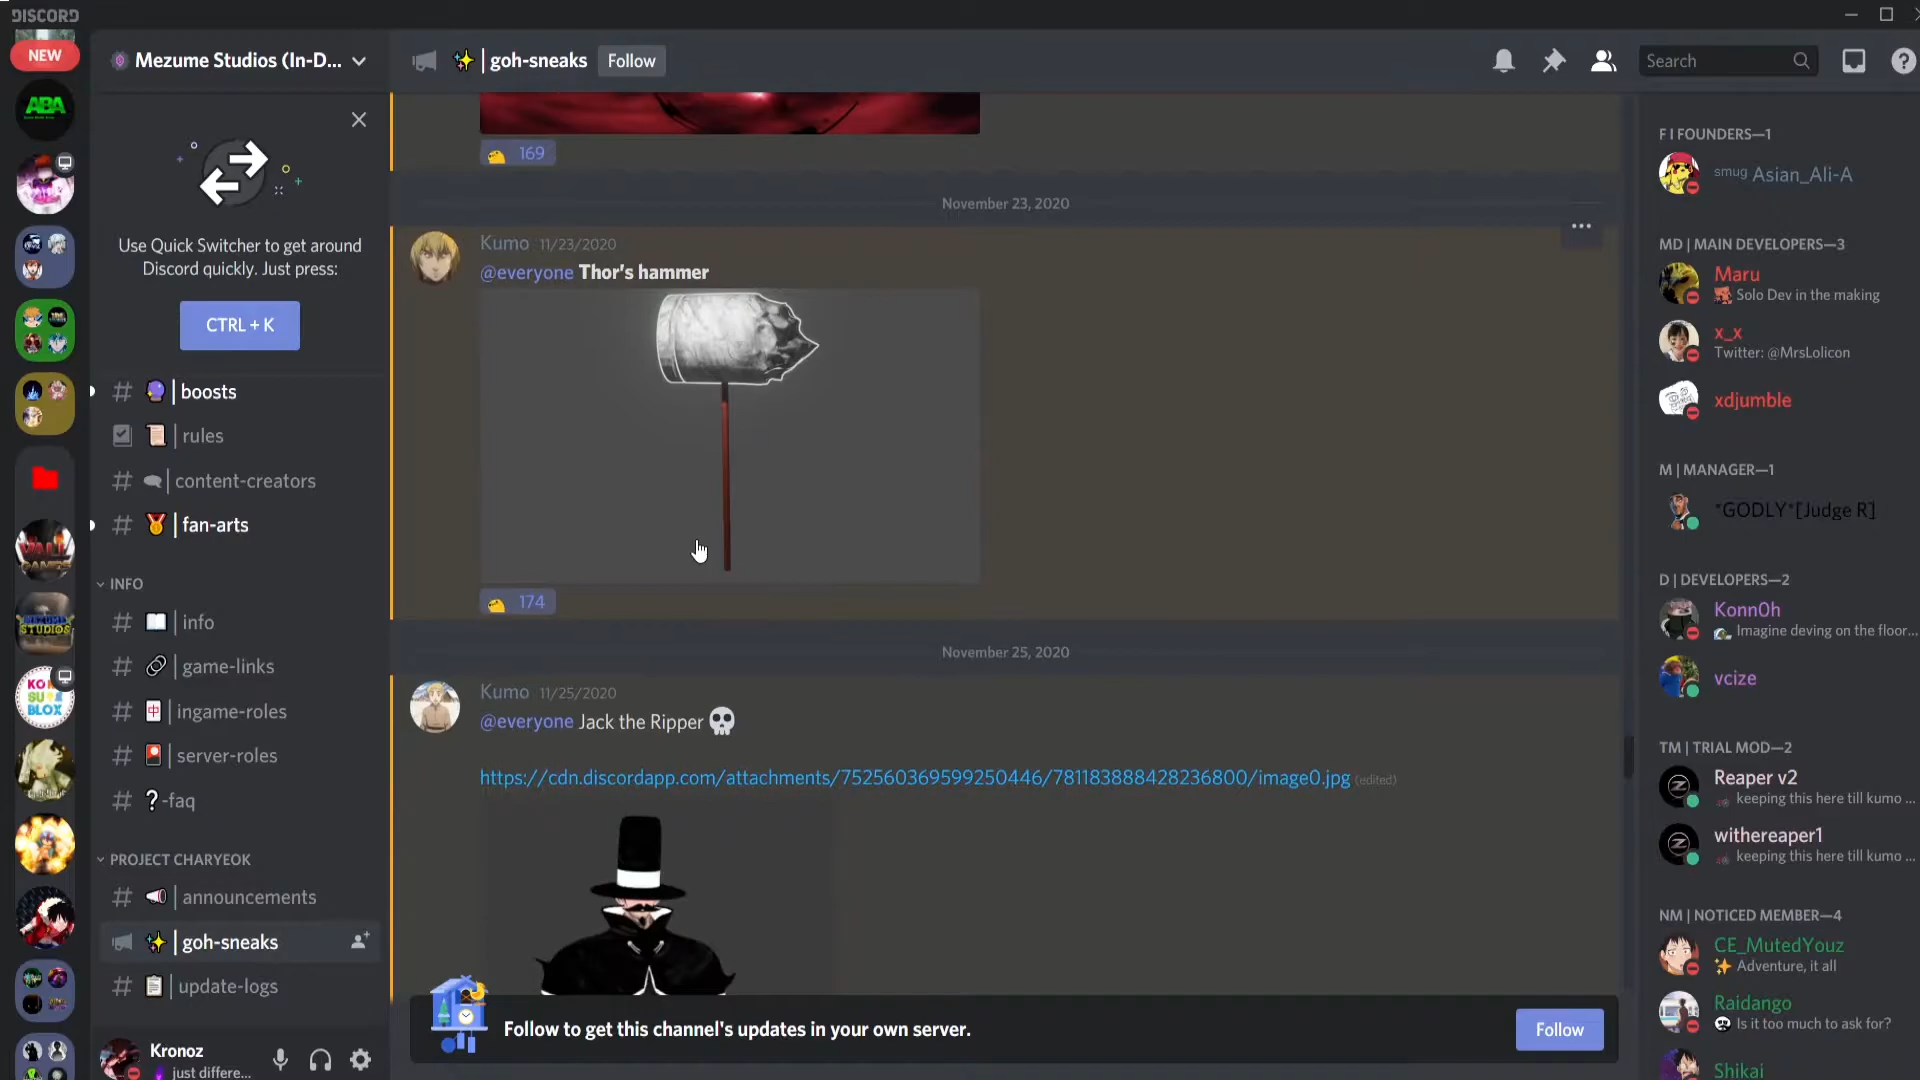 DISCORD
NEW
Mezume Studios (In-D...
goh-sneaks
Follow
Search
ABA
Use Quick Switcher to get around
Discord quickly. Just press:
CTRL + K
boosts
rules
content-creators
fan-arts
INFO
info
game-links
ingame-roles
server-roles
?-faq
PROJECT CHARYEOK
announcements
goh-sneaks
update-logs
Kronoz
just differe...
169
November 23, 2020
Kumo 11/23/2020
@everyone Thor's hammer
174
November 25, 2020
Kumo 11/25/2020
@everyone Jack the Ripper
https://cdn.discordapp.com/attachments/752560369599250446/781183888428236800/image0.jpg (edited)
Follow to get this channel's updates in your own server.
Follow
F I FOUNDERS—1
smug Asian_Ali-A
MD | MAIN DEVELOPERS—3
Maru
Solo Dev in the making
x_x
Twitter: @MrsLolicon
xdjumble
M | MANAGER—1
*GODLY*[Judge R]
D | DEVELOPERS—2
Konn0h
Imagine deving on the floor...
vcize
TM | TRIAL MOD—2
Reaper v2
keeping this here till kumo ...
withereaper1
keeping this here till kumo ...
NM | NOTICED MEMBER—4
CE_MutedYouz
Adventure, it all
Raidango
Is it too much to ask for?
Shikai